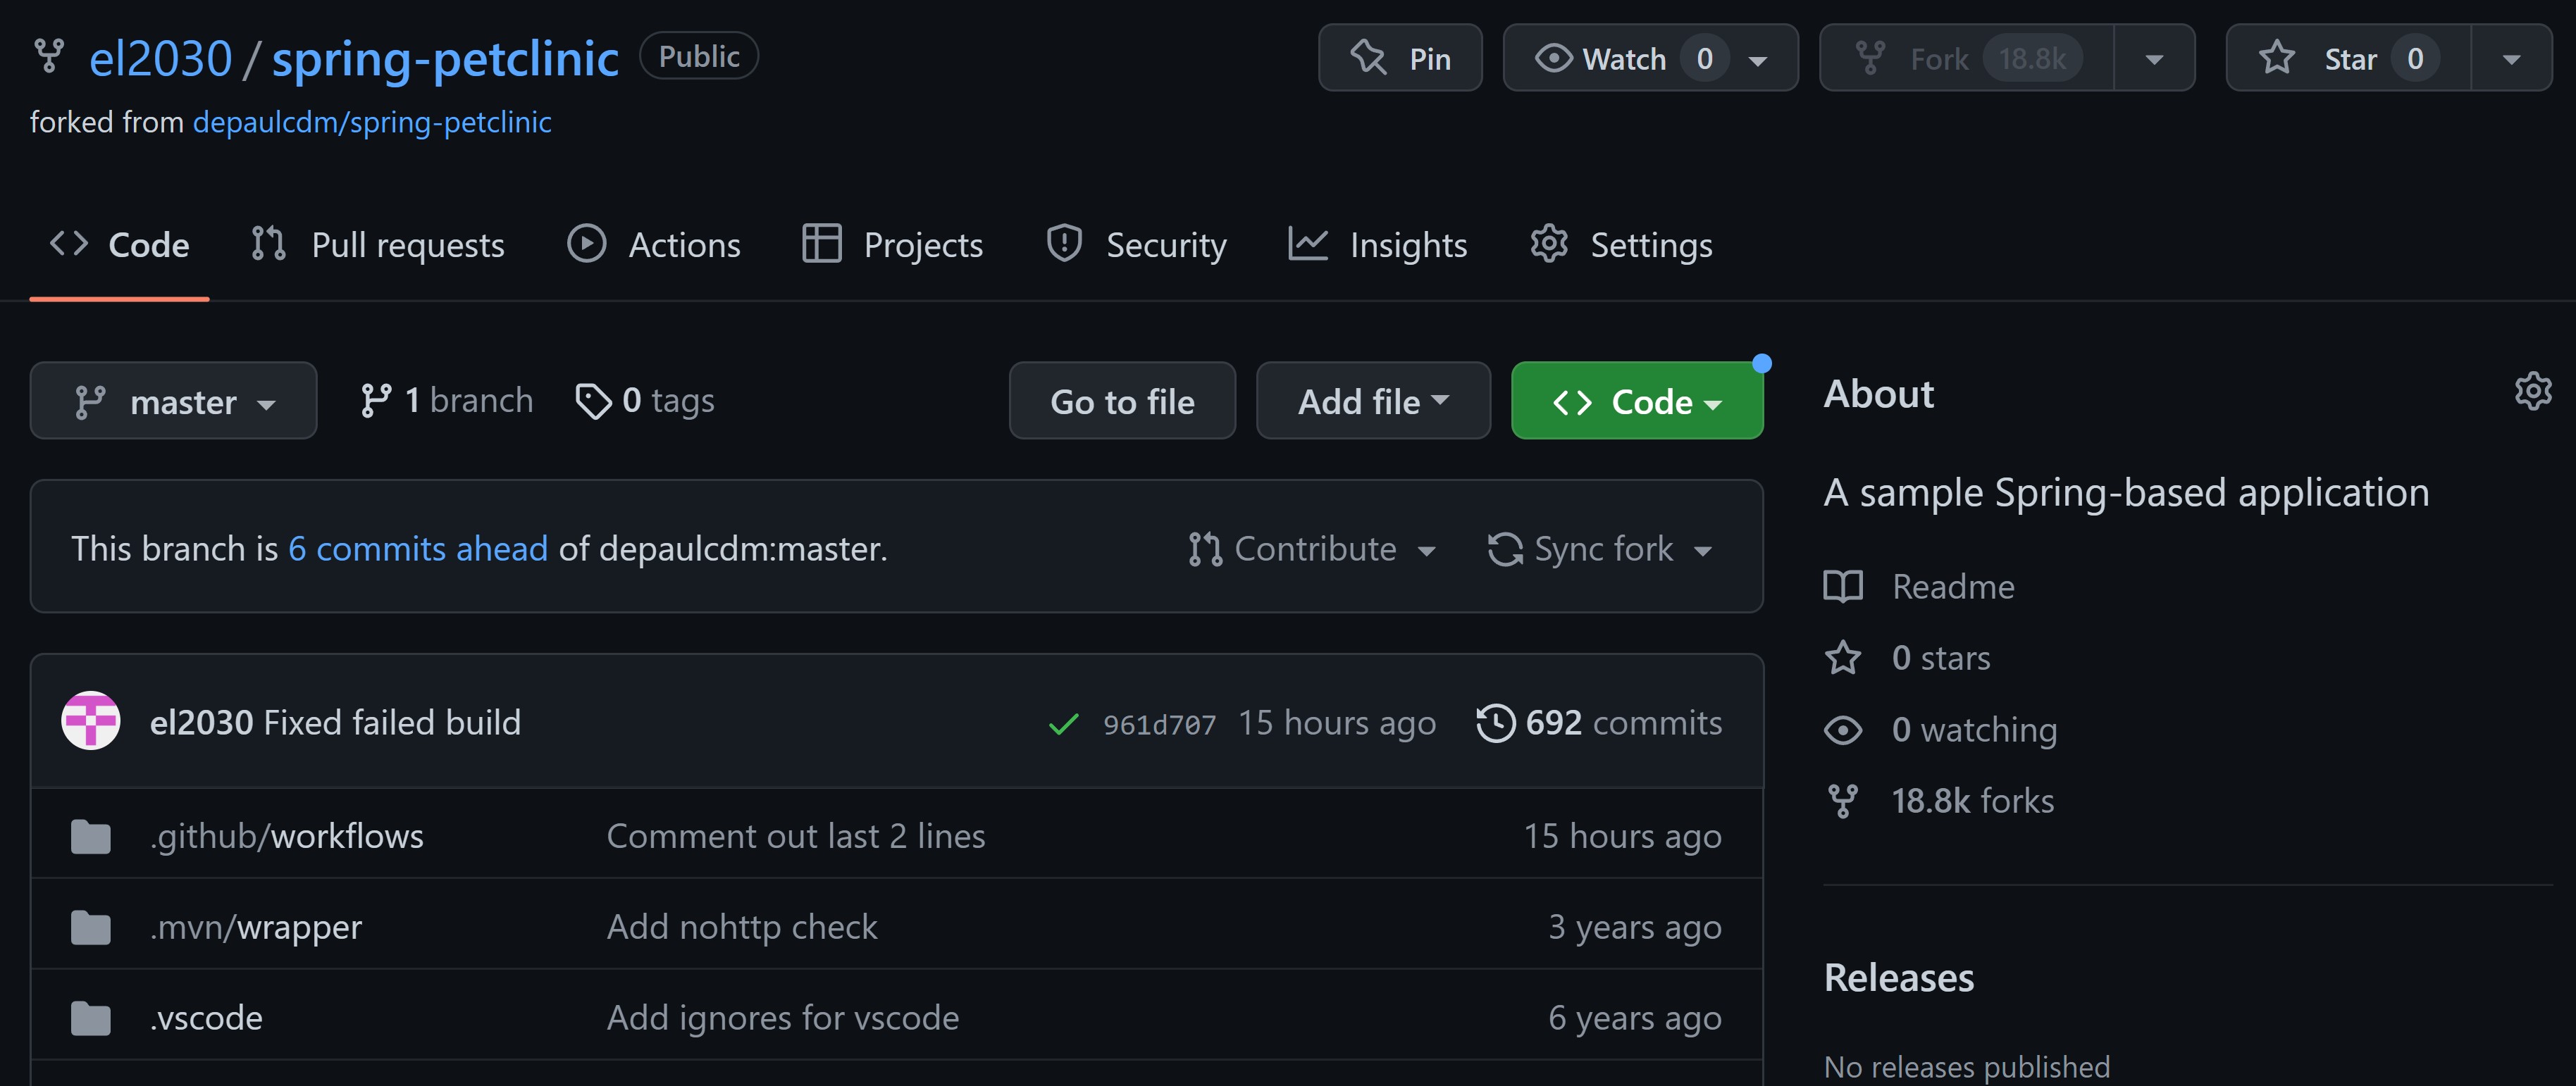 el2030 / spring-petclinic Public Pin Watch 0 Fork 18.8k Star 0
forked from depaulcdm/spring-petclinic
Code Pull requests Actions Projects Security Insights Settings
master 1 branch 0 tags Go to file Add file Code
This branch is 6 commits ahead of depaulcdm:master. Contribute Sync fork
el2030 Fixed failed build 961d707 15 hours ago 692 commits
.github/workflows Comment out last 2 lines 15 hours ago
.mvn/wrapper Add nohttp check 3 years ago
.vscode Add ignores for vscode 6 years ago
About
A sample Spring-based application
Readme
0 stars
0 watching
18.8k forks
Releases
No releases published